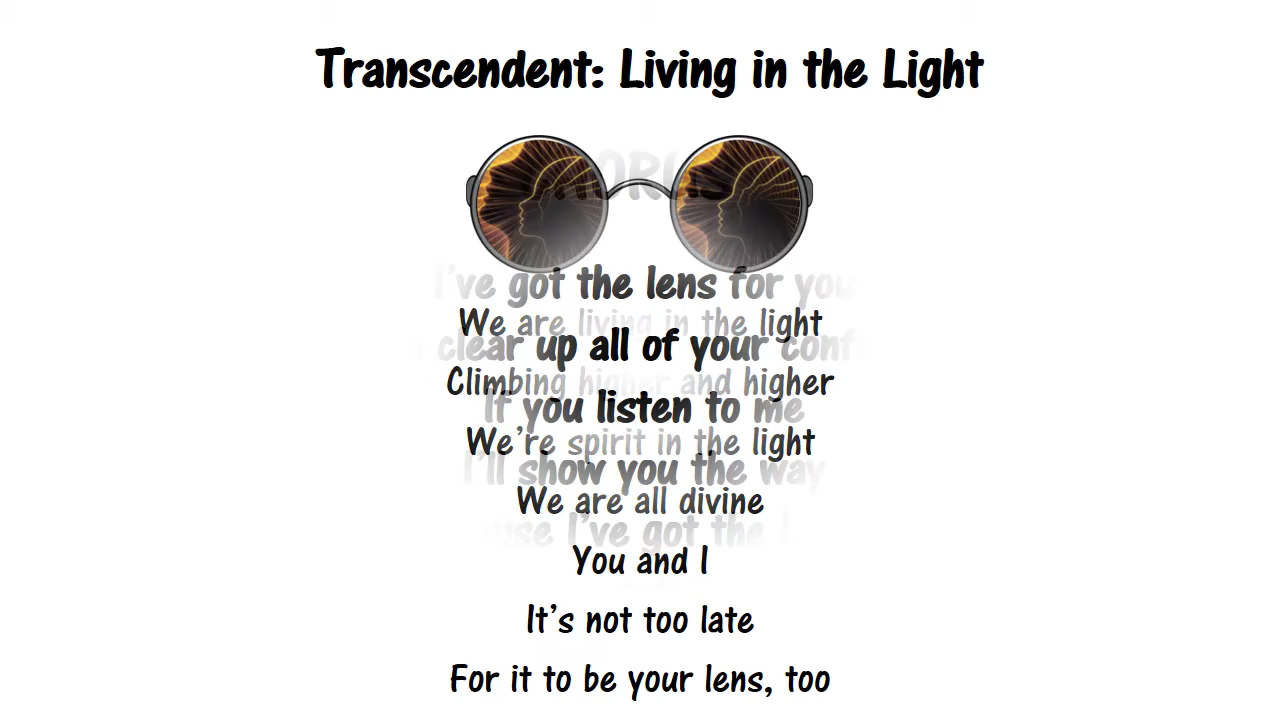 Transcendent: Living in the Light
I've got the lens for you
We are living in the light
clear up all of your
Climbing higher and higher
If you listen to me
We're spirit in the light
I'll show you the way
We are all divine
I've got the
You and I
It's not too late
For it to be your lens, too